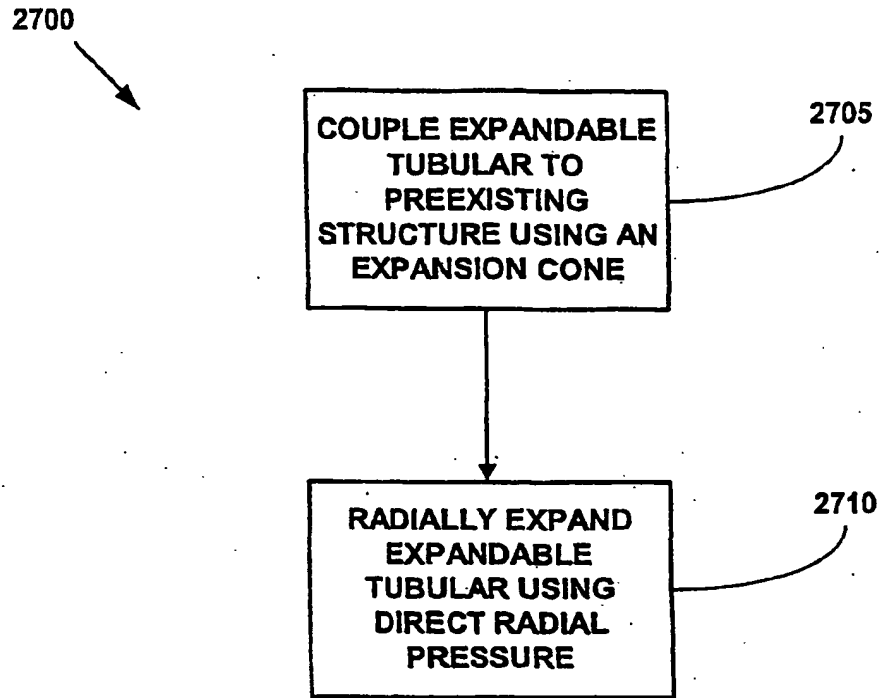 2700
COUPLE EXPANDABLE
TUBULAR TO
PREEXISTING
STRUCTURE USING AN
EXPANSION CONE
2705
RADIALLY EXPAND
EXPANDABLE
TUBULAR USING
DIRECT RADIAL
PRESSURE
2710